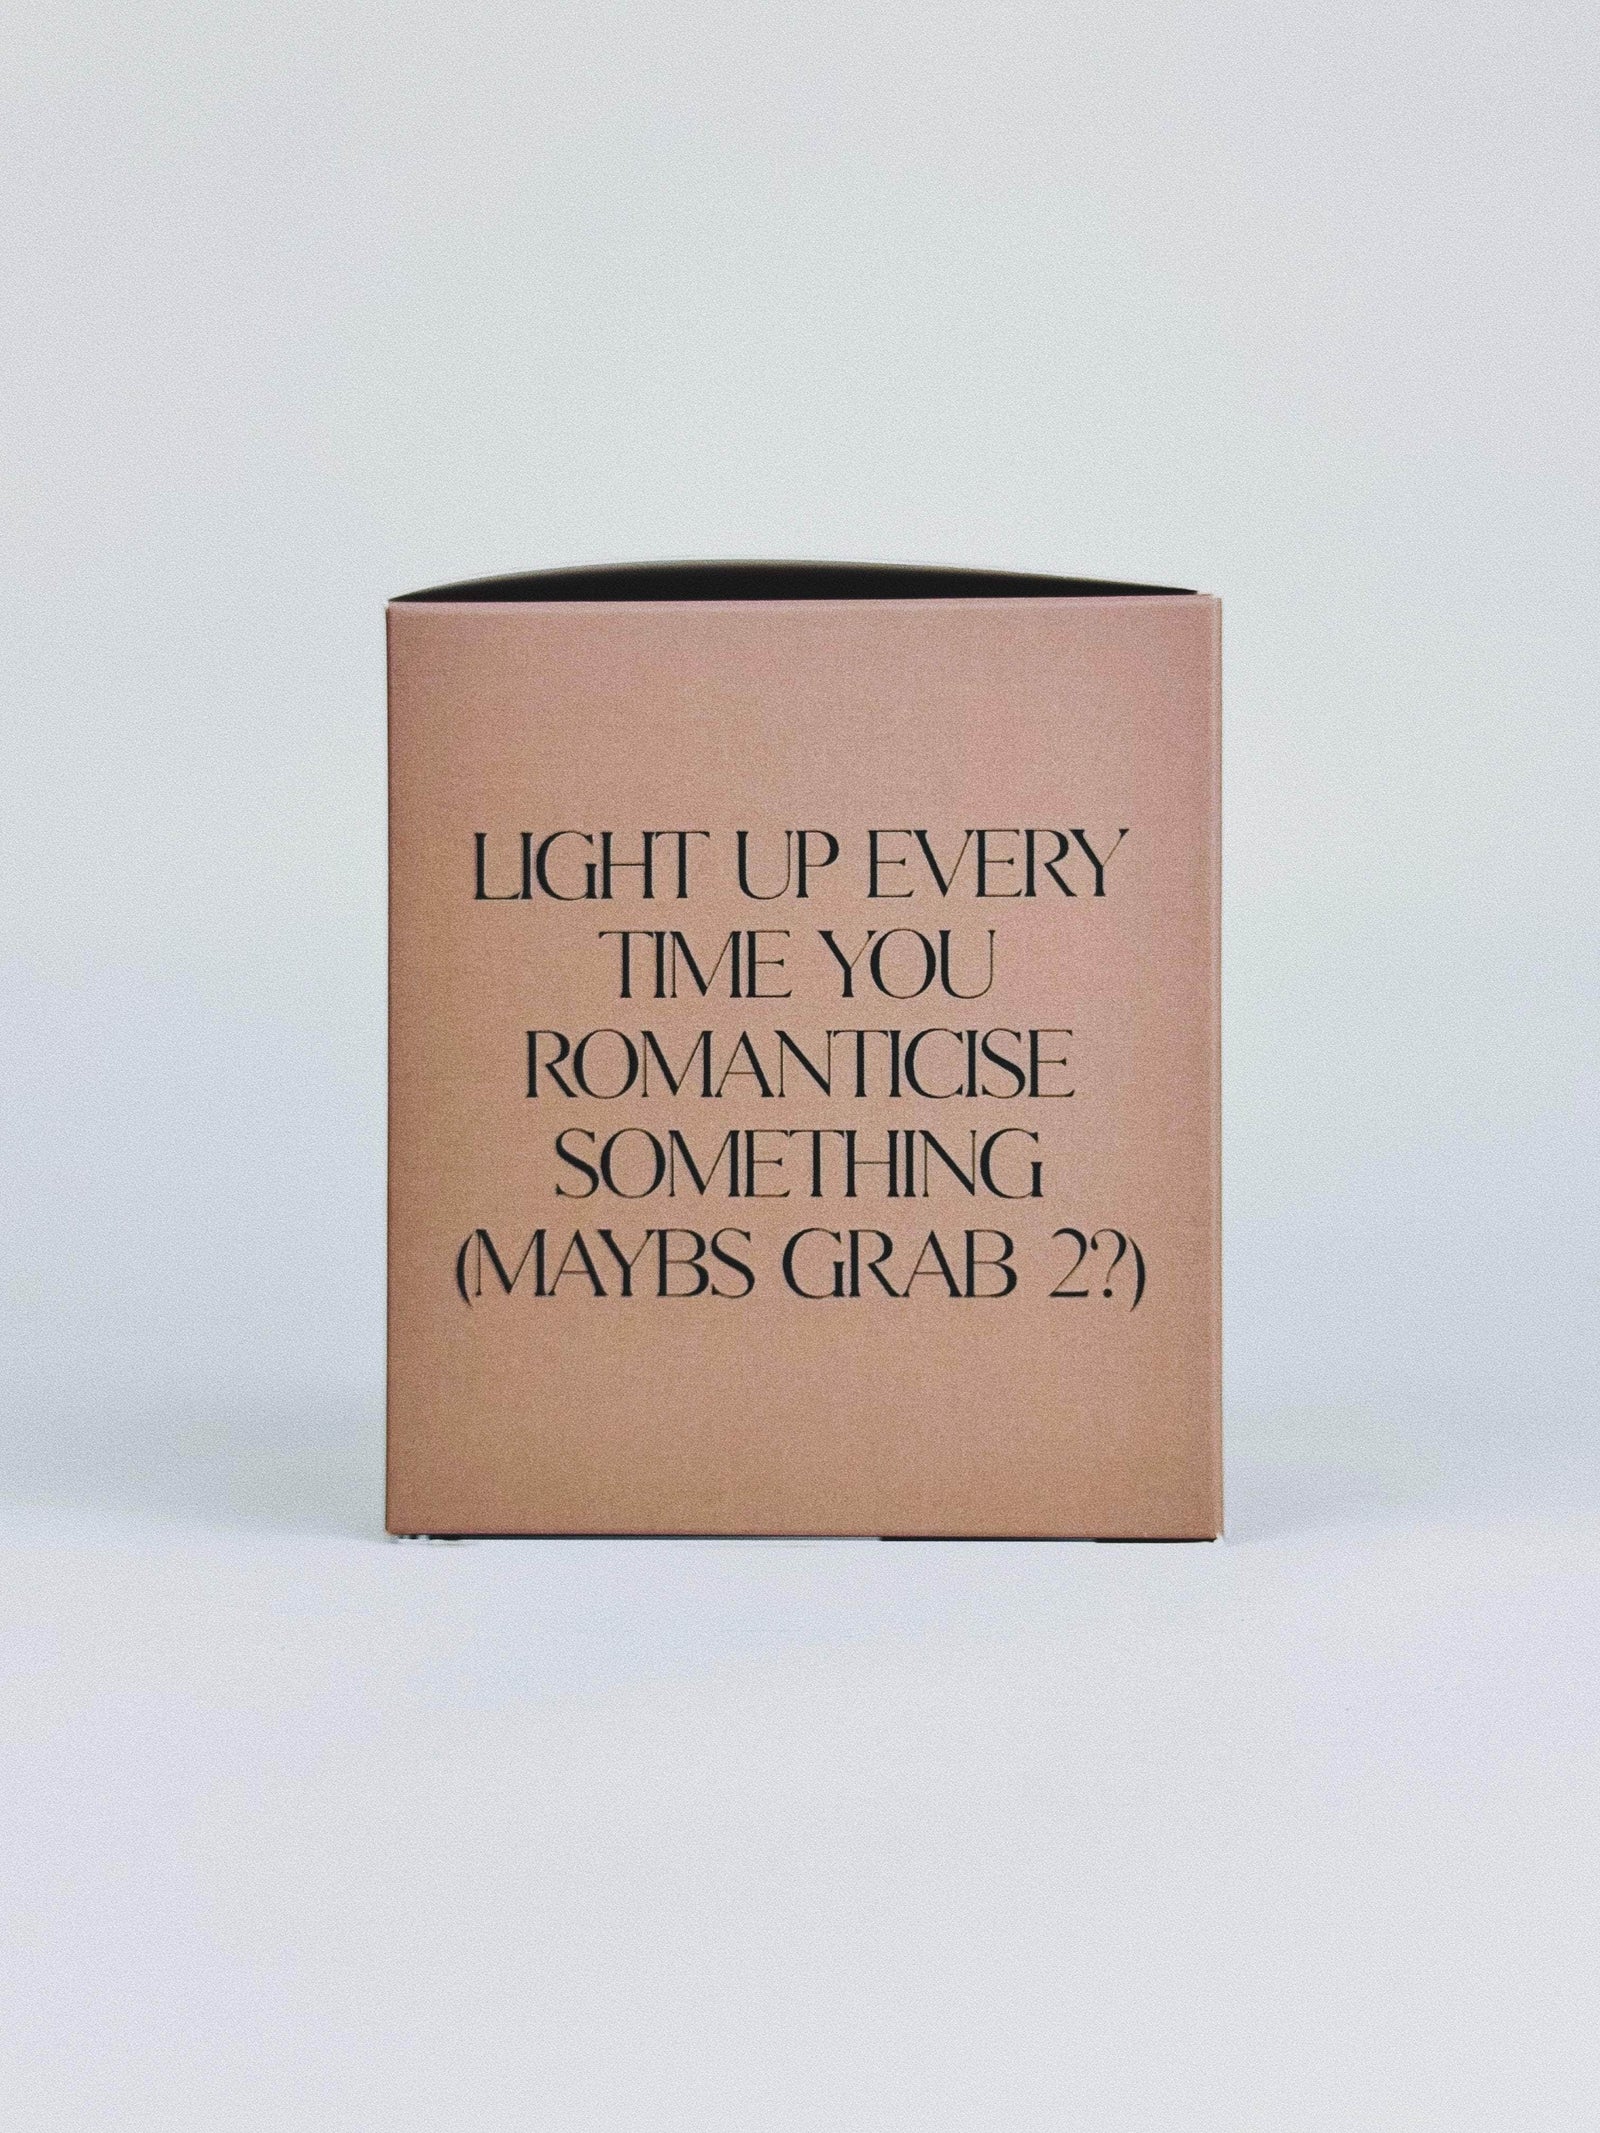 LIGHT UP EVERY
TIME YOU
ROMANTICISE
SOMETHING
(MAYBS GRAB 2?)